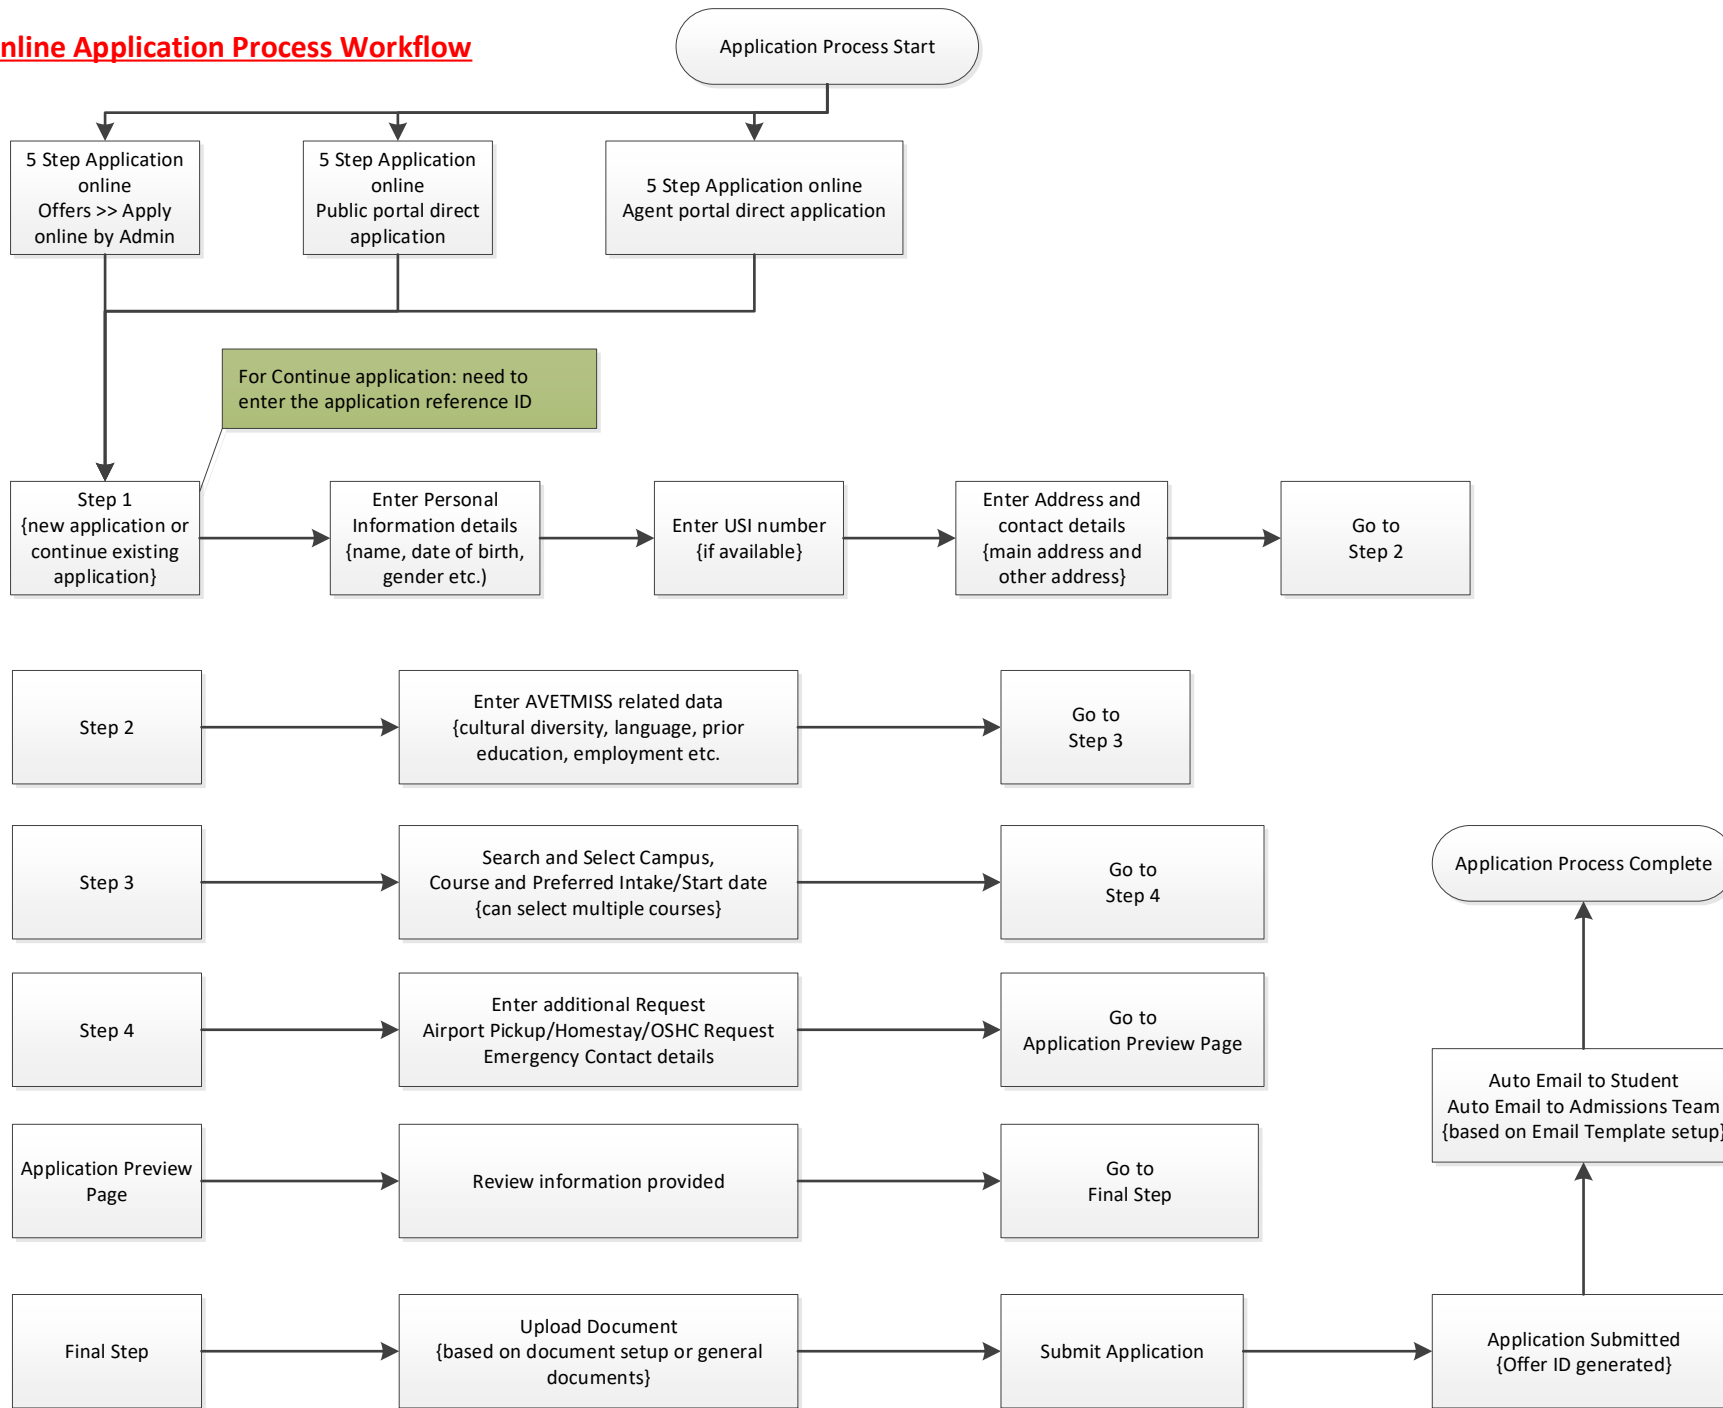 nline Application Process Workflow
Application Process Start
5 Step Application
online
Offers >> Apply
online by Admin
5 Step Application
online
Public portal direct
application
5 Step Application online
Agent portal direct application
For Continue application: need to
enter the application reference ID
Step 1
{new application or
continue existing
application}
Enter Personal
Information details
{name, date of birth,
gender etc.)
Enter USI number
{if available}
Enter Address and
contact details
{main address and
other address}
Go to
Step 2
Step 2
Enter AVETMISS related data
{cultural diversity, language, prior
education, employment etc.
Go to
Step 3
Step 3
Search and Select Campus,
Course and Preferred Intake/Start date
{can select multiple courses}
Go to
Step 4
Application Process Complete
Step 4
Enter additional Request
Airport Pickup/Homestay/OSHC Request
Emergency Contact details
Go to
Application Preview Page
Auto Email to Student
Auto Email to Admissions Team
{based on Email Template setup}
Application Preview
Page
Review information provided
Go to
Final Step
Final Step
Upload Document
{based on document setup or general
documents}
Submit Application
Application Submitted
{Offer ID generated}